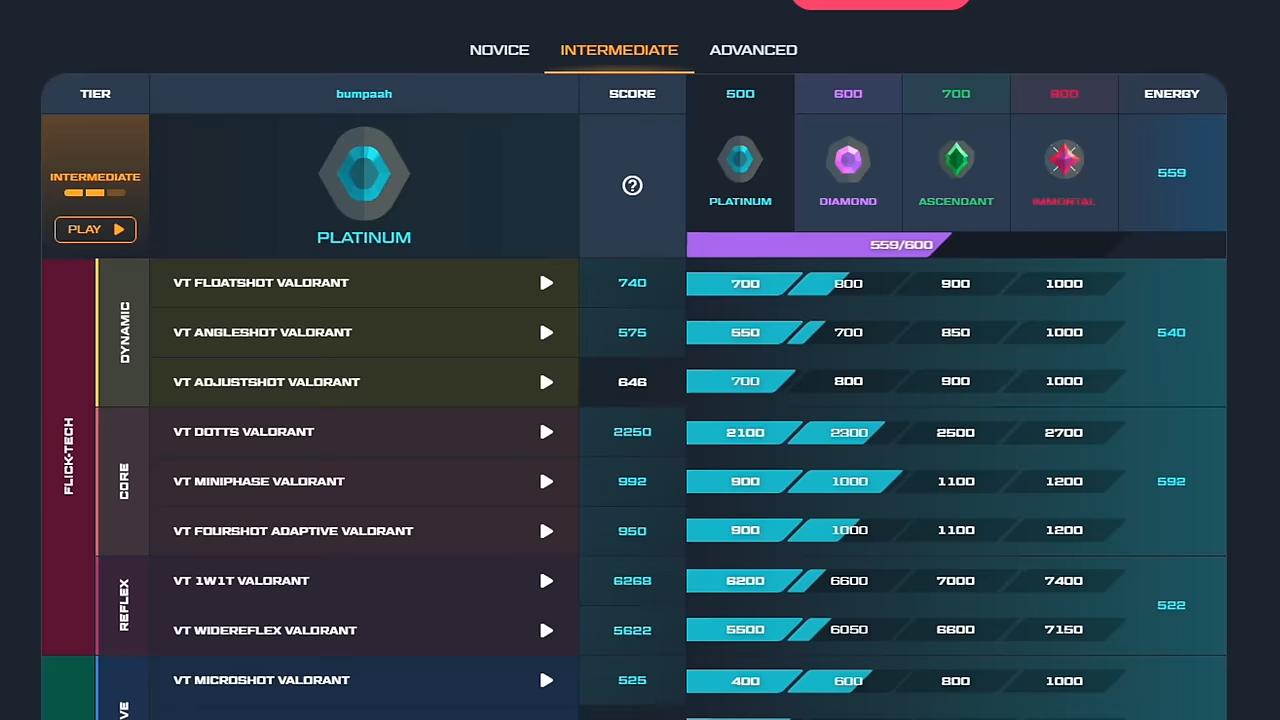 NOVICE INTERMEDIATE ADVANCED
TIER bumpaah SCORE 500 600 700 800 ENERGY
INTERMEDIATE
PLAY
PLATINUM
?
PLATINUM DIAMOND ASCENDANT IMMORTAL
559
559/600
FLICK-TECH
DYNAMIC
VT FLOATSHOT VALORANT 740 700 800 900 1000
VT ANGLESHOT VALORANT 575 550 700 850 1000 540
VT ADJUSTSHOT VALORANT 646 700 800 900 1000
CORE
VT DOTTS VALORANT 2250 2100 2300 2500 2700
VT MINIPHASE VALORANT 992 900 1000 1100 1200 592
VT FOURSHOT ADAPTIVE VALORANT 950 900 1000 1100 1200
REFLEX
VT 1W1T VALORANT 6268 6200 6600 7000 7400
522
VT WIDEREFLEX VALORANT 5622 5500 6050 6600 7150
VE
VT MICROSHOT VALORANT 525 400 600 800 1000